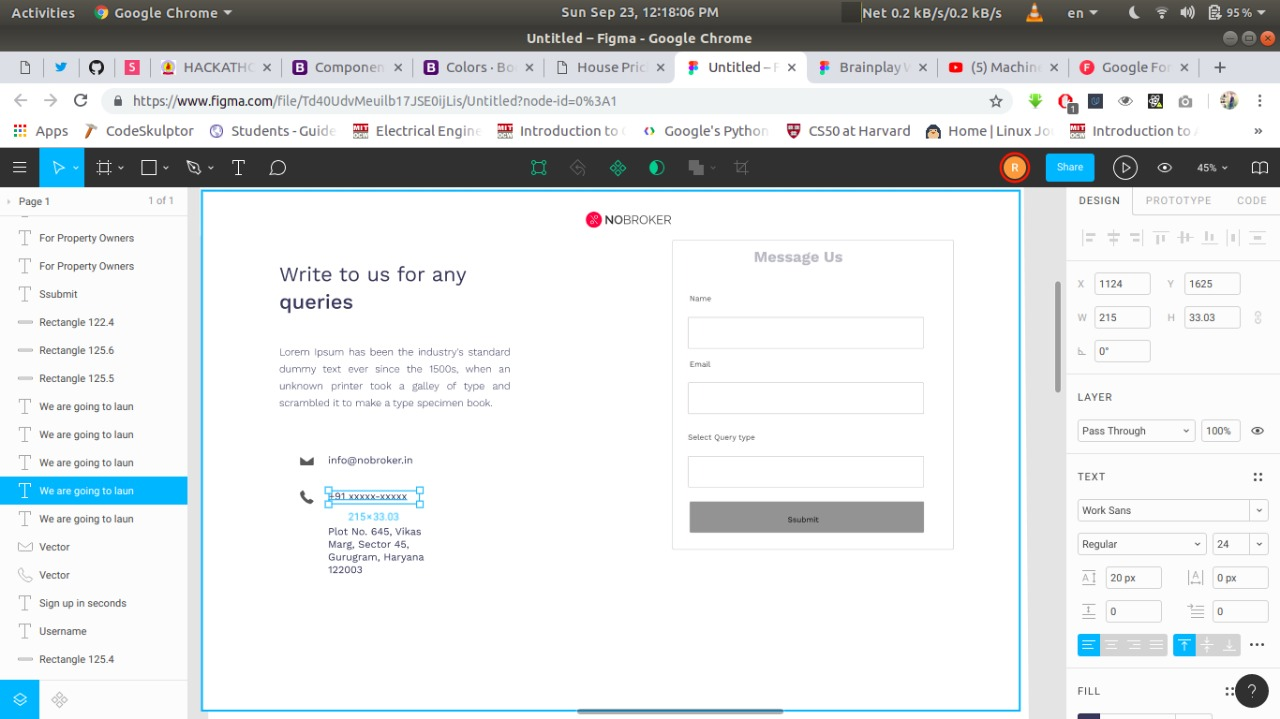 Activities
Google Chrome
Sun Sep 23, 12:18:06 PM
Net 0.2 kB/s/0.2 kB/s
en
95 %
Untitled – Figma - Google Chrome
S
HACKATHO
Componen
Colors · Bo
House Pric
Untitled – F
Brainplay W
(5) Machine
Google For
https://www.figma.com/file/Td40UdvMeuilb17JSE0ijLis/Untitled?node-id=0%3A1
1
Apps
CodeSkulptor
Students - Guide
Electrical Engine
Introduction to C
Google's Python
CS50 at Harvard
Home | Linux Jou
Introduction to A
»
R
Share
45%
Page 1
1 of 1
For Property Owners
For Property Owners
Ssubmit
Rectangle 122.4
Rectangle 125.6
Rectangle 125.5
We are going to laun
We are going to laun
We are going to laun
We are going to laun
We are going to laun
Vector
Vector
Sign up in seconds
Username
Rectangle 125.4
NOBROKER
Write to us for any
queries
Lorem Ipsum has been the industry's standard
dummy text ever since the 1500s, when an
unknown printer took a galley of type and
scrambled it to make a type specimen book.
info@nobroker.in
+91 xxxxx-xxxxx
215×33.03
Plot No. 645, Vikas
Marg, Sector 45,
Gurugram, Haryana
122003
Message Us
Name
Email
Select Query type
Ssubmit
DESIGN
PROTOTYPE
CODE
X 1124
Y 1625
W 215
H 33.03
0°
LAYER
Pass Through
100%
TEXT
Work Sans
Regular
24
20 px
0 px
0
0
FILL
?